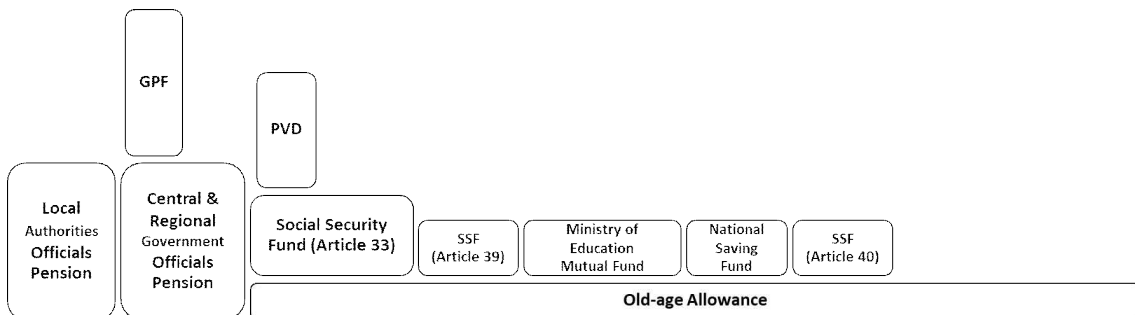 GPF
PVD
Local
Authorities
Officials
Pension
Central &
Regional
Government
Officials
Pension
Social Security
Fund (Article 33)
SSF
(Article 39)
Ministry of
Education
Mutual Fund
National
Saving
Fund
SSF
(Article 40)
Old-age Allowance